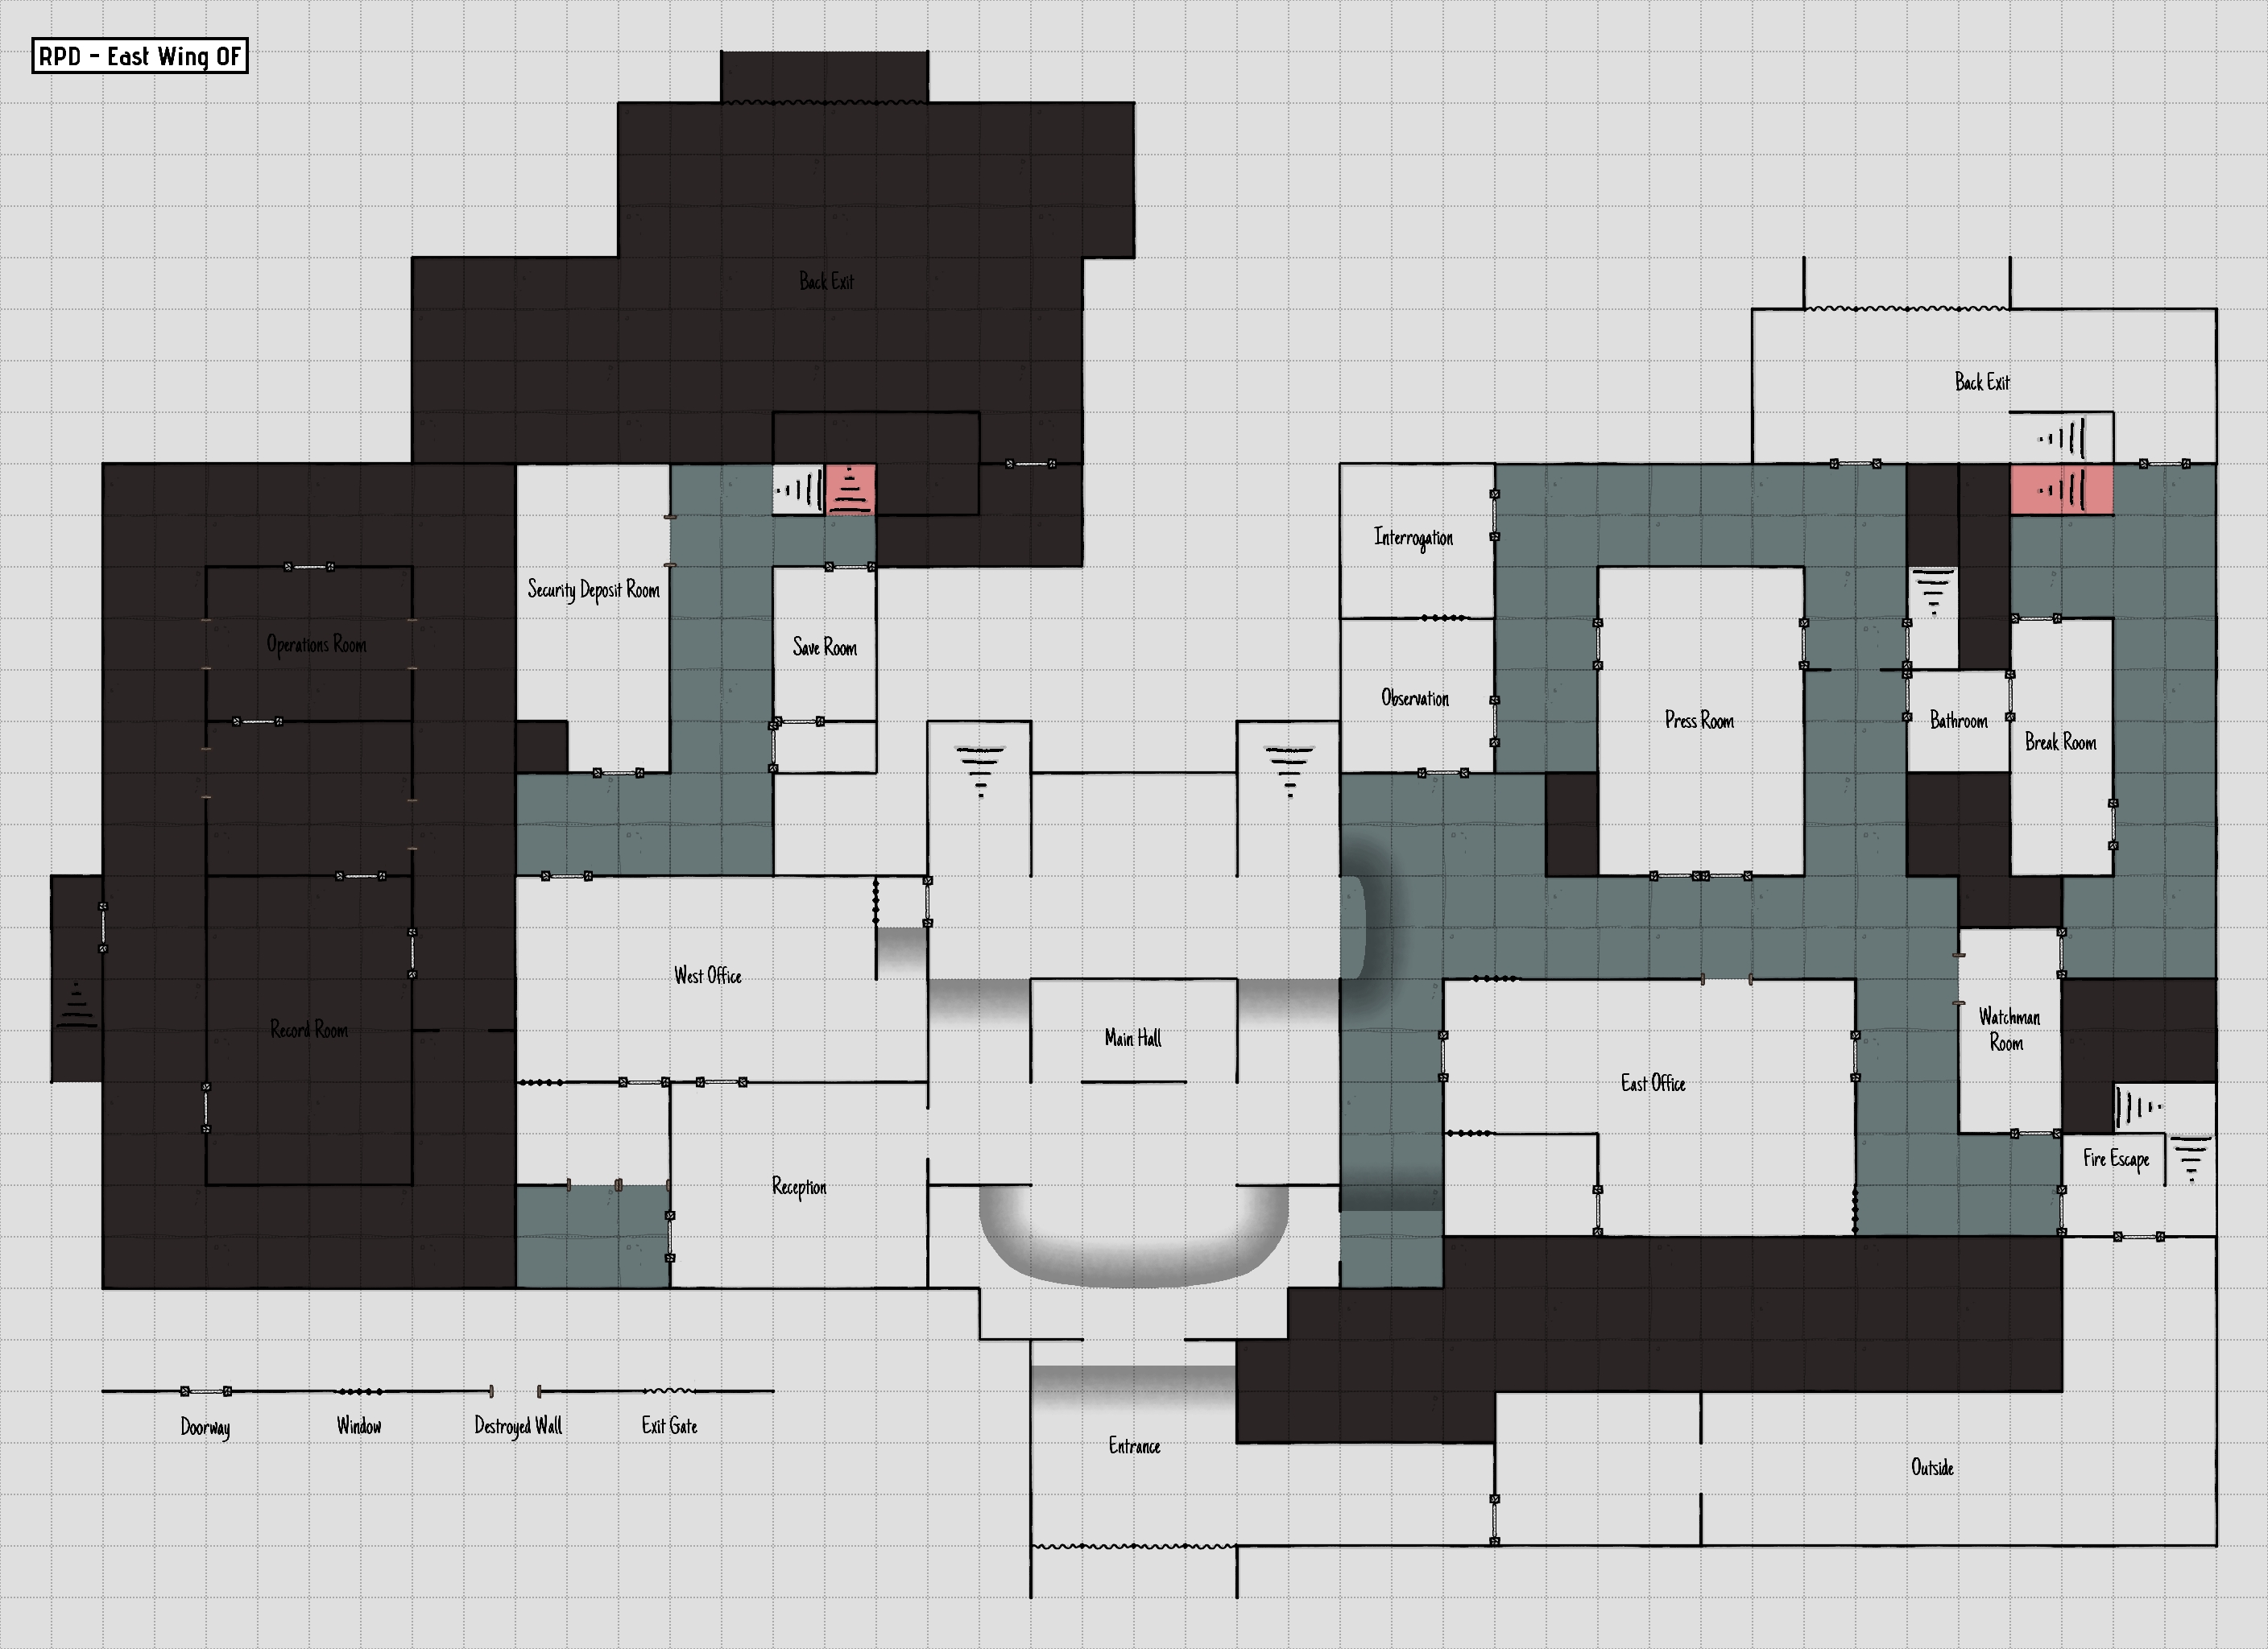 RPD - East Wing OF
Back Exit
Back Exit
Interrogation
Security Deposit Room
Operations Room
Save Room
Observation
Press Room
Bathroom
Break Room
West Office
Record Room
Main Hall
Watchman
Room
East Office
Fire Escape
Reception
Doorway
Window
Destroyed Wall
Exit Gate
Entrance
Outside